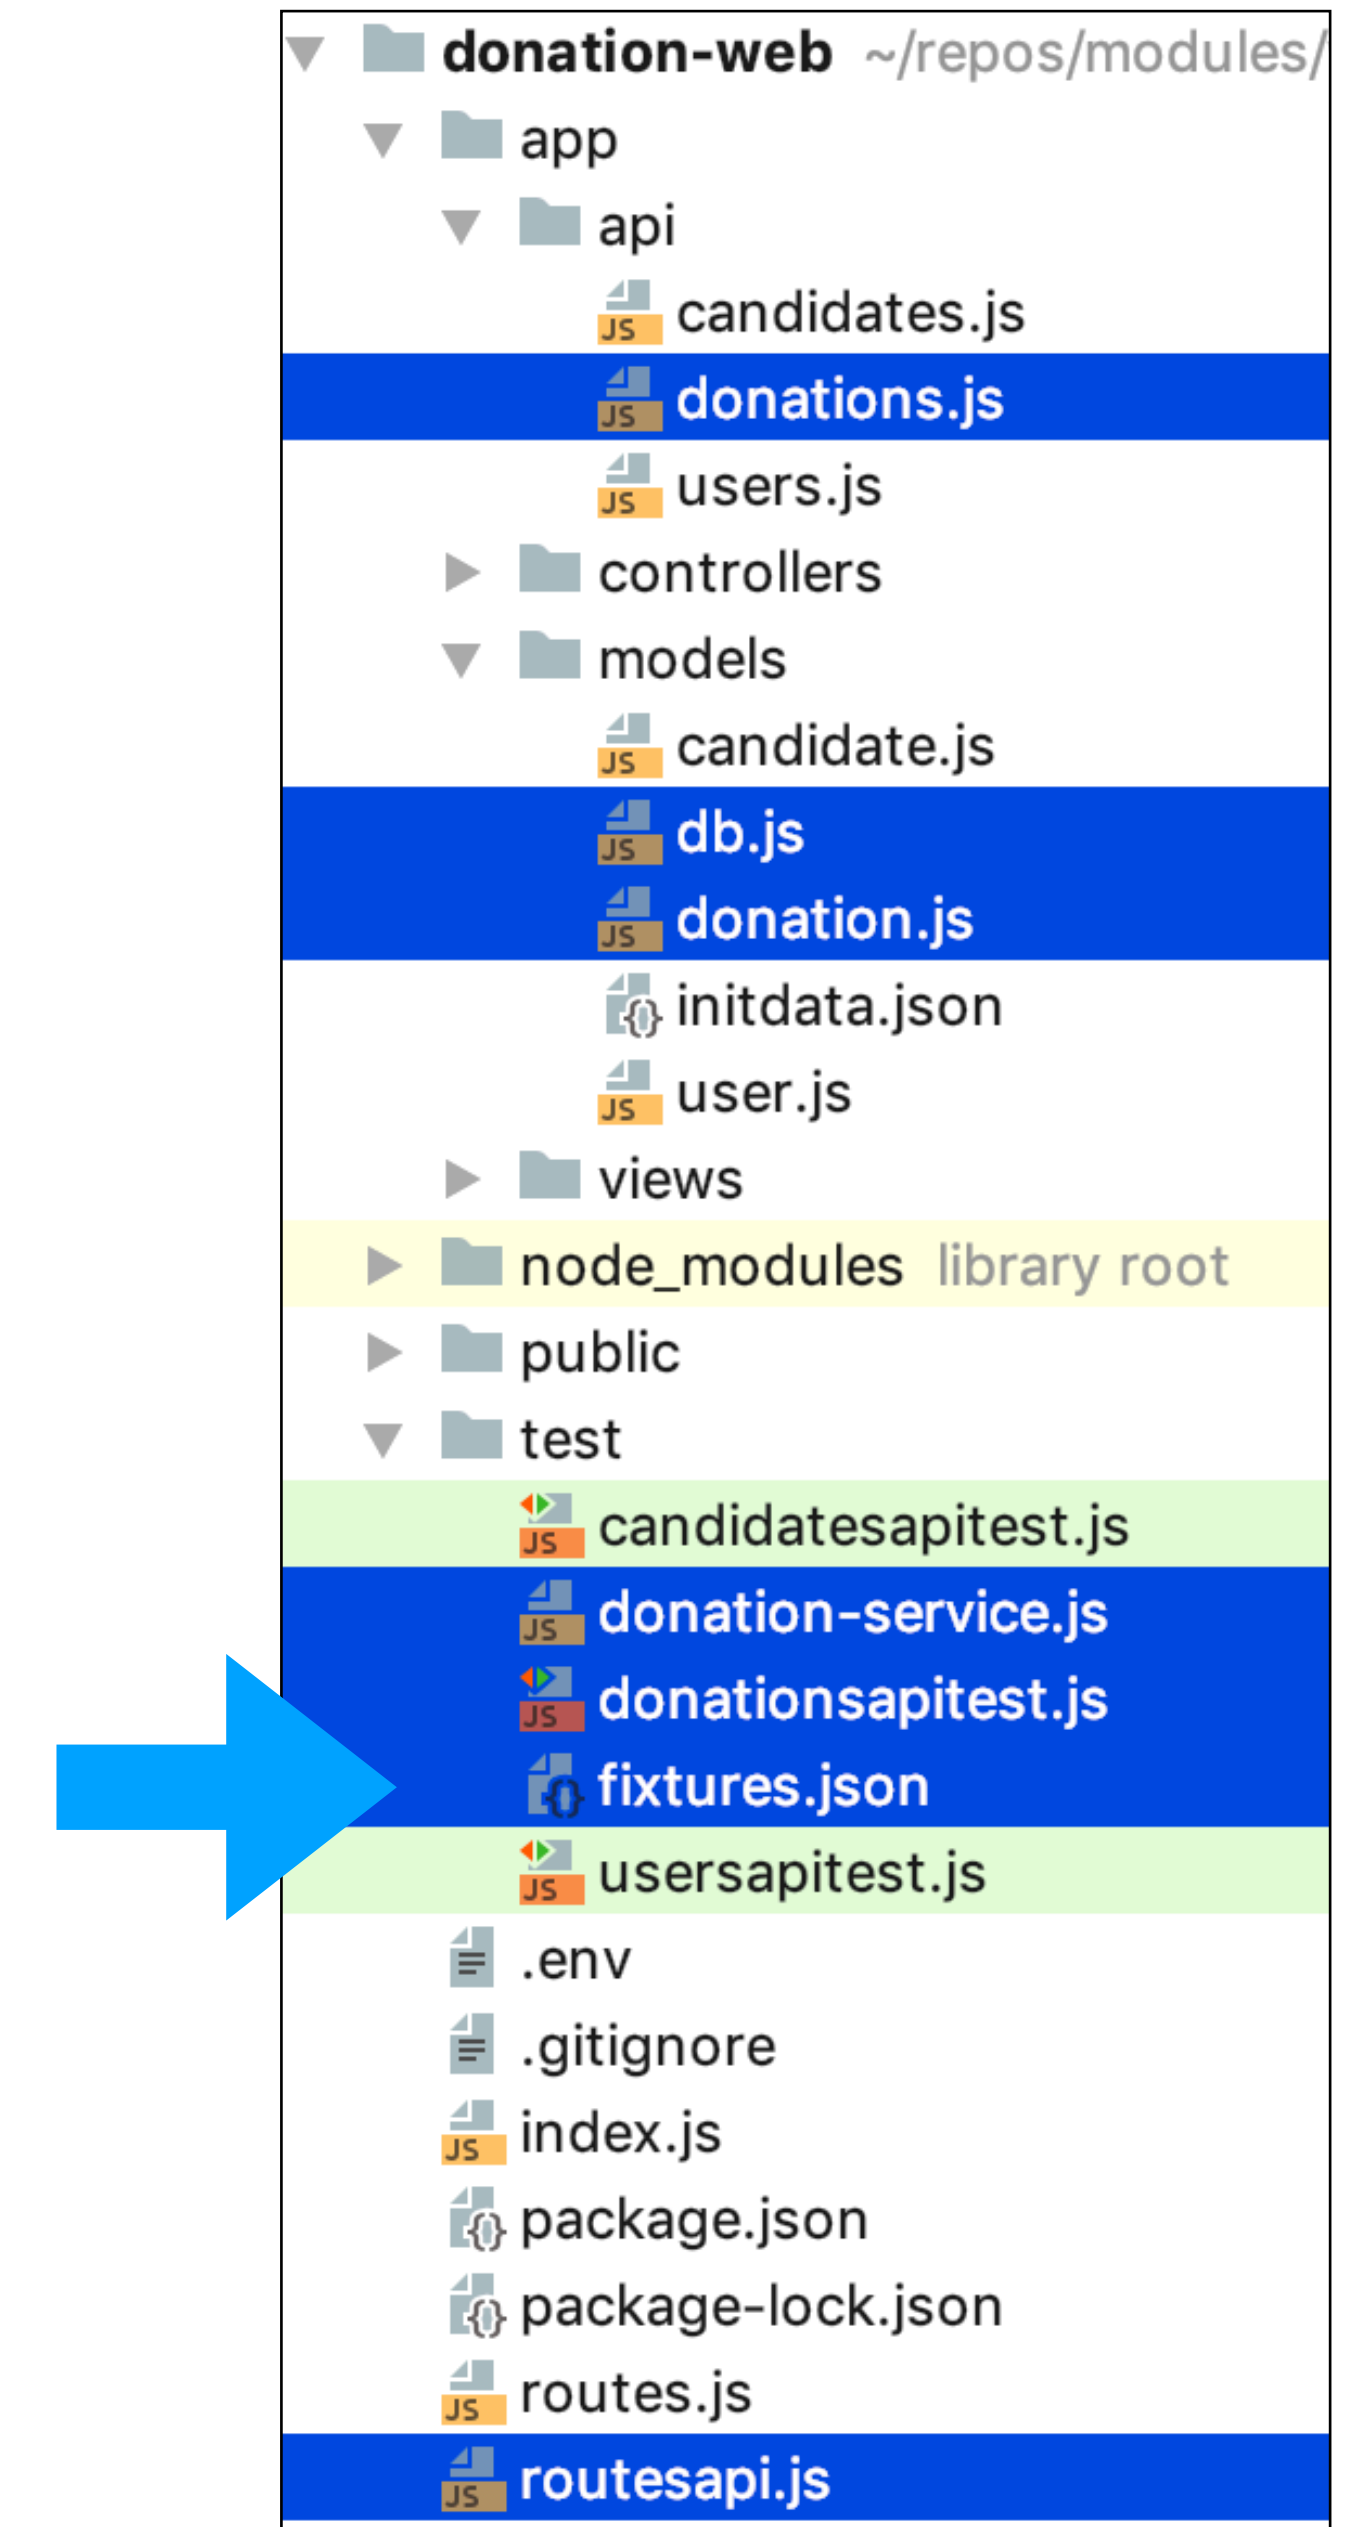 donation-web ~/repos/modules/
app
api
JS candidates.js
JS donations.js
JS users.js
controllers
models
JS candidate.js
JS db.js
JS donation.js
{} initdata.json
JS user.js
views
node_modules library root
public
test
JS candidatesapitest.js
JS donation-service.js
JS donationsapitest.js
{} fixtures.json
JS usersapitest.js
.env
.gitignore
JS index.js
{} package.json
{} package-lock.json
JS routes.js
JS routesapi.js